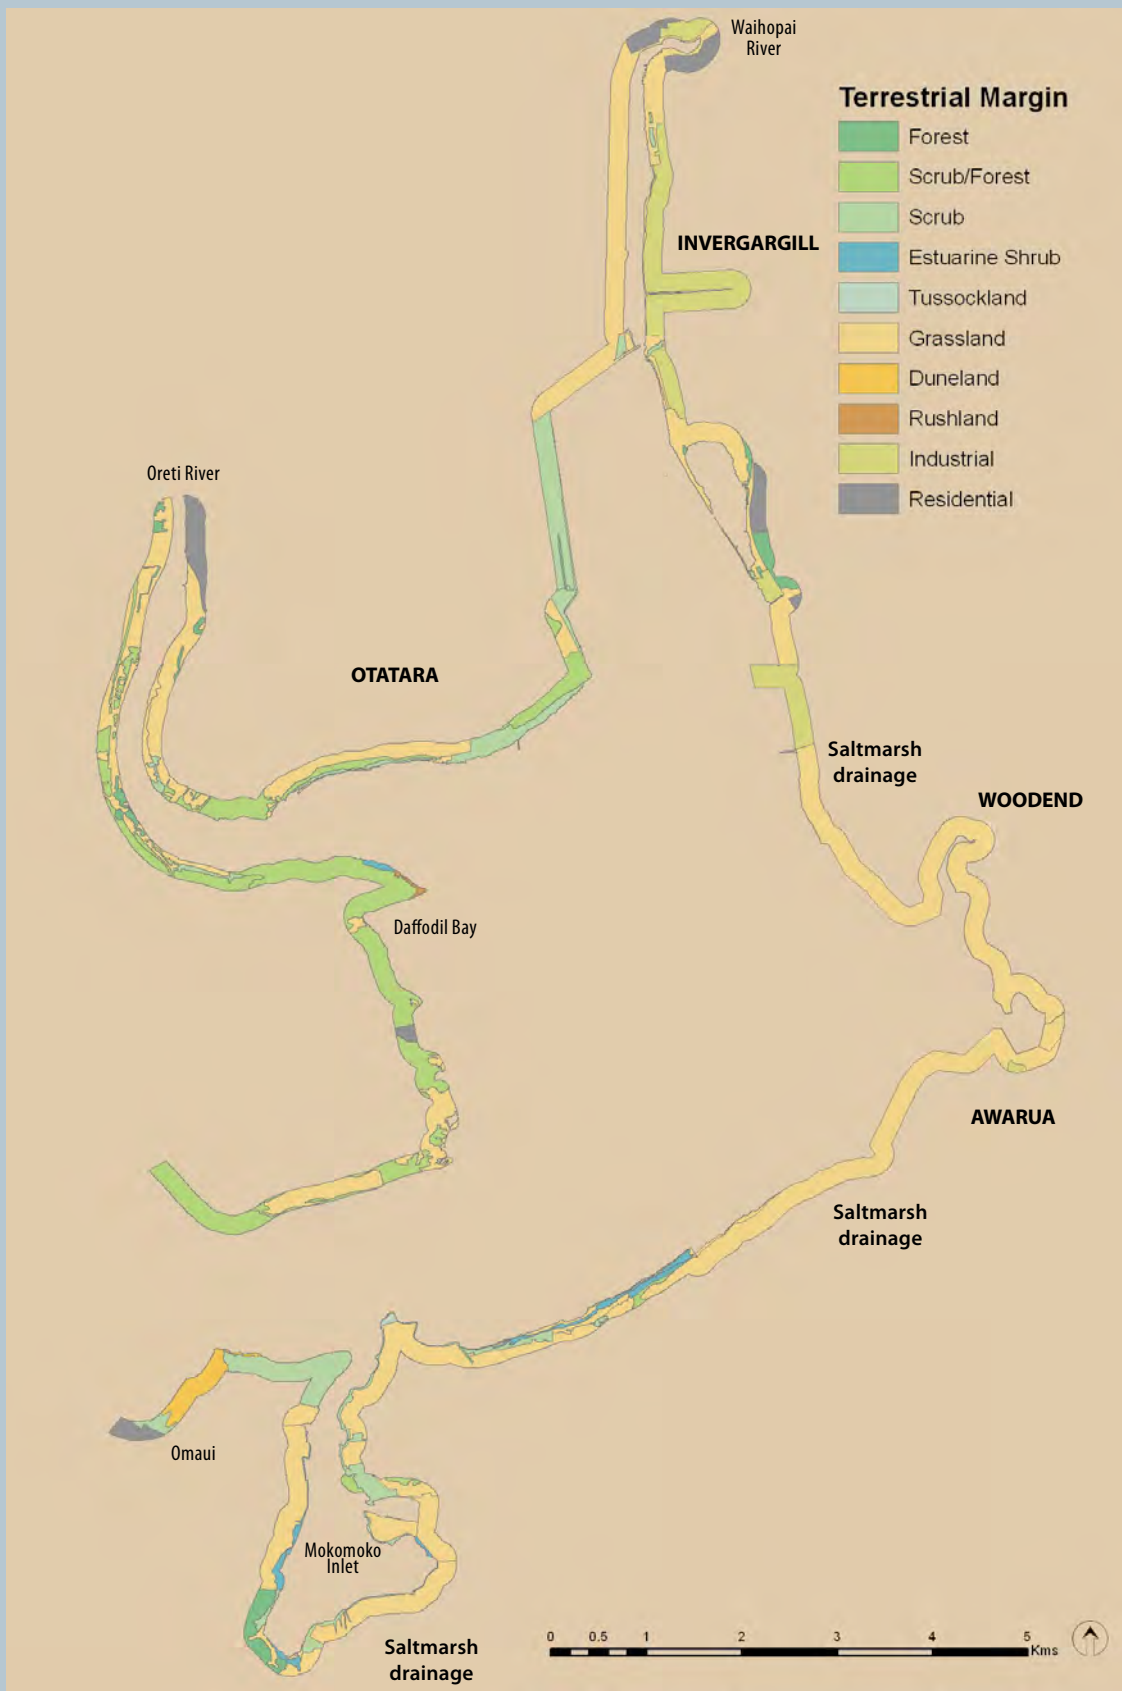 Waihopai
River
Terrestrial Margin
Forest
Scrub/Forest
Scrub
Estuarine Shrub
Tussockland
Grassland
Duneland
Rushland
Industrial
Residential
INVERGARGILL
Oreti River
OTATARA
Saltmarsh
drainage
WOODEND
Daffodil Bay
AWARUA
Saltmarsh
drainage
Omaui
Mokomoko
Inlet
Saltmarsh
drainage
0 0.5 1 2 3 4 5
Kms